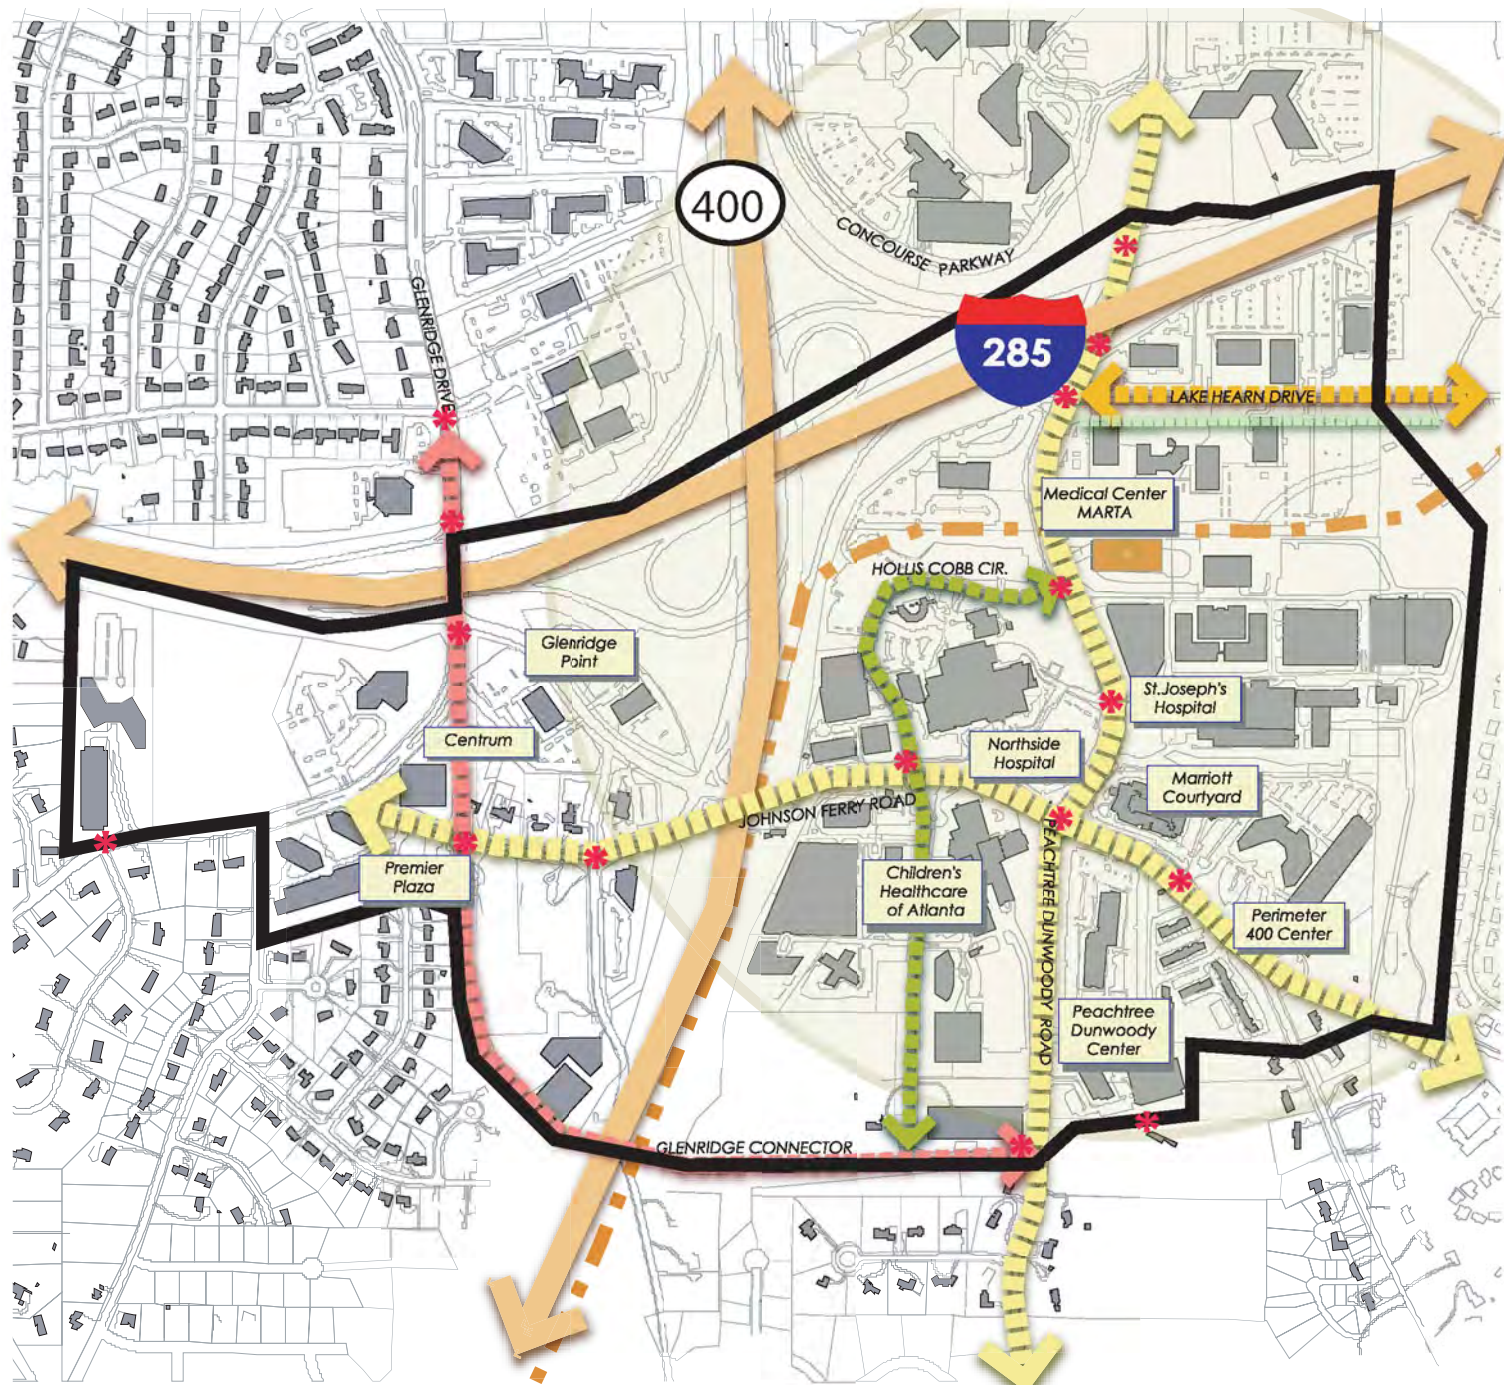 400
CONCOURSE PARKWAY
GLENRIDGE DRIVE
285
LAKE HEARN DRIVE
Medical Center
MARTA
HOLLIS COBB CIR.
Glenridge
Point
St.Joseph's
Hospital
Centrum
Northside
Hospital
Marriott
Courtyard
JOHNSON FERRY ROAD
PEACHTREE DUNWOODY ROAD
Premier
Plaza
Children's
Healthcare
of Atlanta
Perimeter
400 Center
Peachtree
Dunwoody
Center
GLENRIDGE CONNECTOR